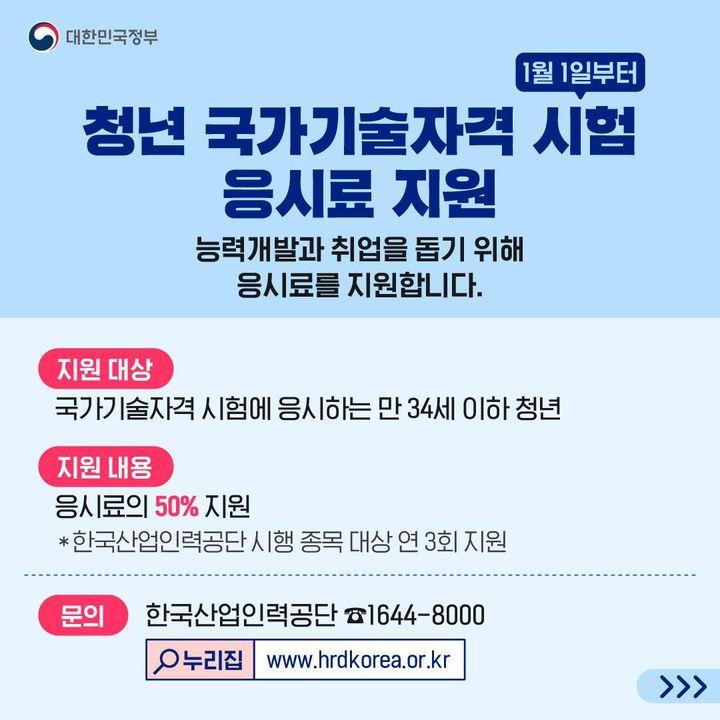 대한민국정부
1월 1일부터
청년 국가기술자격 시험
응시료 지원
능력개발과 취업을 돕기 위해
응시료를 지원합니다.
지원 대상
국가기술자격 시험에 응시하는 만 34세 이하 청년
지원 내용
응시료의 50% 지원
*한국산업인력공단 시행 종목 대상 연 3회 지원
문의 한국산업인력공단 ☎1644-8000
누리집 www.hrdkorea.or.kr